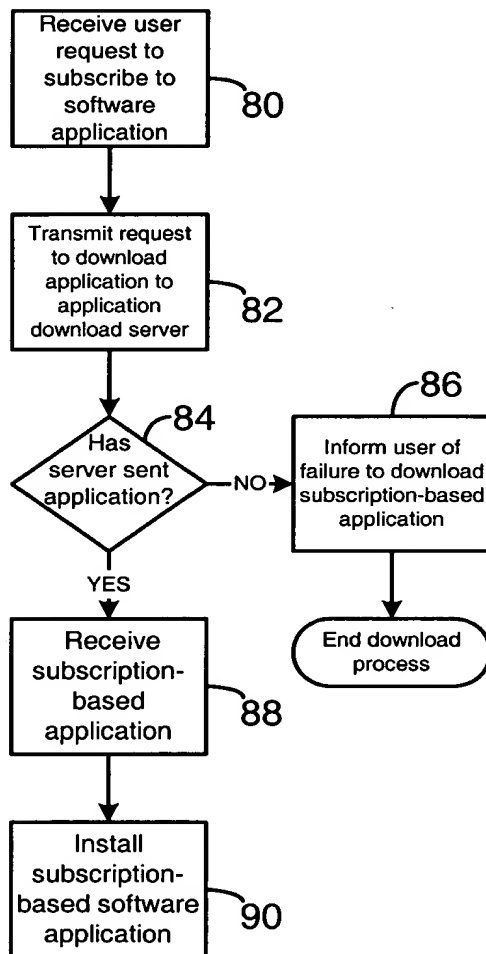 Receive user
request to
subscribe to
software
application
80
Transmit request
to download
application to
application
download server
82
84
Has
server sent
application?
NO
86
Inform user of
failure to download
subscription-based
application
End download
process
YES
Receive
subscription-
based
application
88
Install
subscription-
based software
application
90